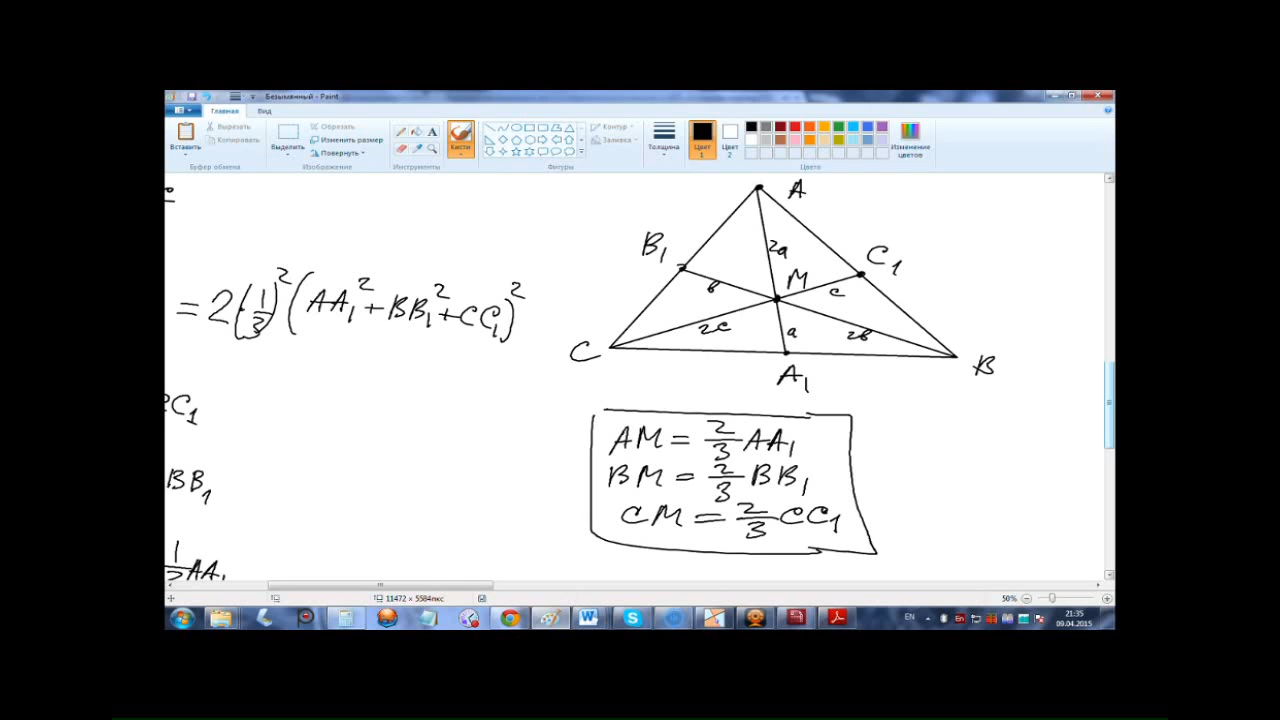 Безымянный - Paint
Главная Вид
Вставить
Вырезать
Копировать
Буфер обмена
Выделить
Обрезать
Изменить размер
Повернуть
Изображение
A
Инструменты
Кисти
Контур
Заливка
Фигуры
Толщина
Цвет 1
Цвет 2
Изменение цветов
Цвета
A
B₁
C₁
2a
M
в
c
2c
a
2в
C
A₁
B
= 2(1/3)² (AA₁² + BB₁² + CC₁)²
C₁
BB₁
AA₁
AM = 2/3 AA₁
BM = 2/3 BB₁
CM = 2/3 CC₁
11472 × 5584пкс
50%
EN
21:35
09.04.2015